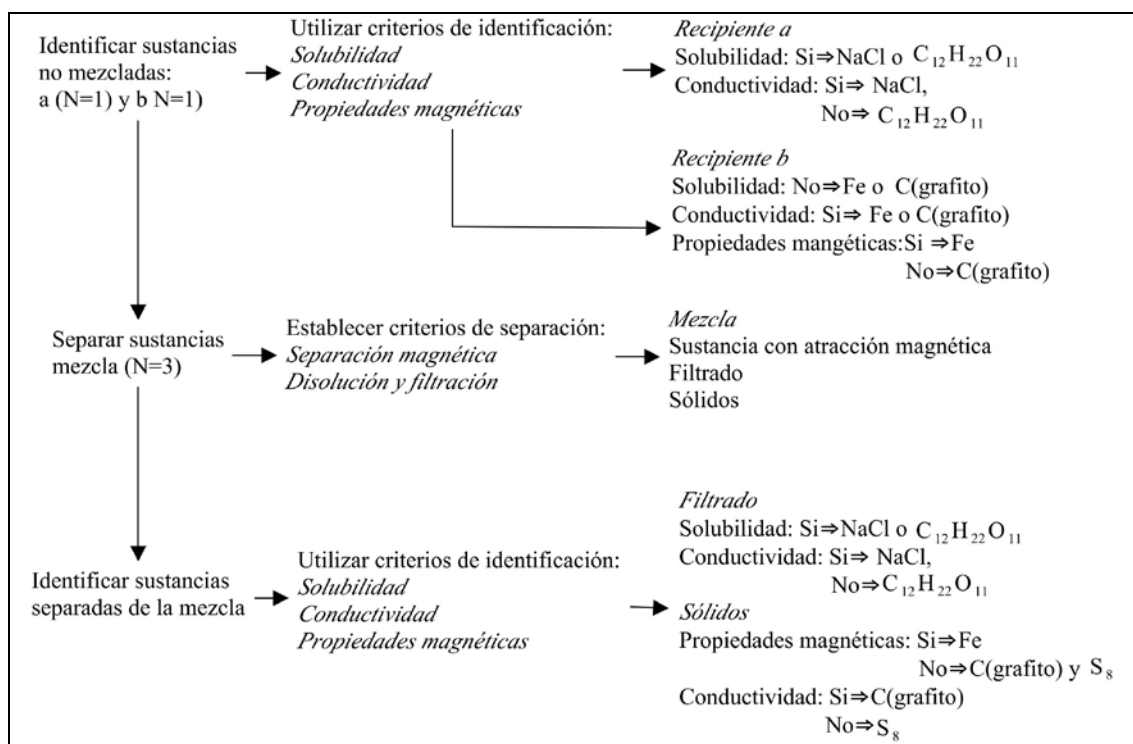 Identificar sustancias
no mezcladas:
a (N=1) y b N=1)
Utilizar criterios de identificación:
Solubilidad
Conductividad
Propiedades magnéticas
Recipiente a
Solubilidad: Si⇒NaCl o C₁₂H₂₂O₁₁
Conductividad: Si⇒ NaCl,
No⇒ C₁₂H₂₂O₁₁
Recipiente b
Solubilidad: No⇒Fe o C(grafito)
Conductividad: Si⇒ Fe o C(grafito)
Propiedades mangéticas:Si ⇒Fe
No⇒C(grafito)
Separar sustancias
mezcla (N=3)
Establecer criterios de separación:
Separación magnética
Disolución y filtración
Mezcla
Sustancia con atracción magnética
Filtrado
Sólidos
Identificar sustancias
separadas de la mezcla
Utilizar criterios de identificación:
Solubilidad
Conductividad
Propiedades magnéticas
Filtrado
Solubilidad: Si⇒NaCl o C₁₂H₂₂O₁₁
Conductividad: Si⇒ NaCl,
No⇒C₁₂H₂₂O₁₁
Sólidos
Propiedades magnéticas: Si⇒Fe
No⇒C(grafito) y S₈
Conductividad: Si⇒C(grafito)
No⇒S₈